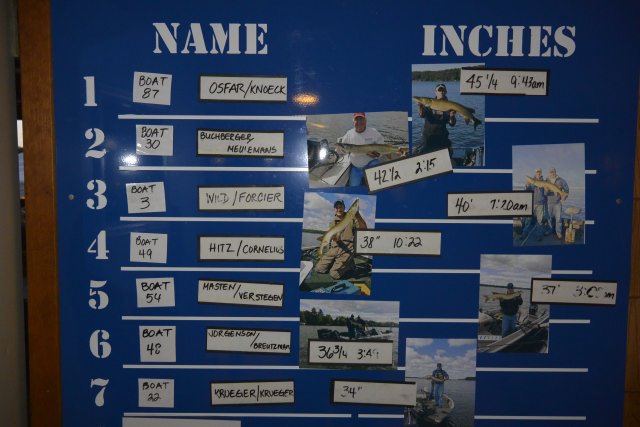 NAME INCHES
1 BOAT 87 OSFAR/KNOECK 45 1/4 9:43am
2 BOAT 30 BUCHBERGER 42 1/2 2:15
3 BOAT 3 WILD/FORCIER 40" 7:20am
4 BOAT 49 HITZ/CORNELIUS 38" 10:22
5 BOAT 54 MASTEN/VERSTEGEN 37"
6 BOAT 48 JORGENSON/BREUTZMAN 36 3/4
7 BOAT 22 KRUEGER/KRUEGER 34"